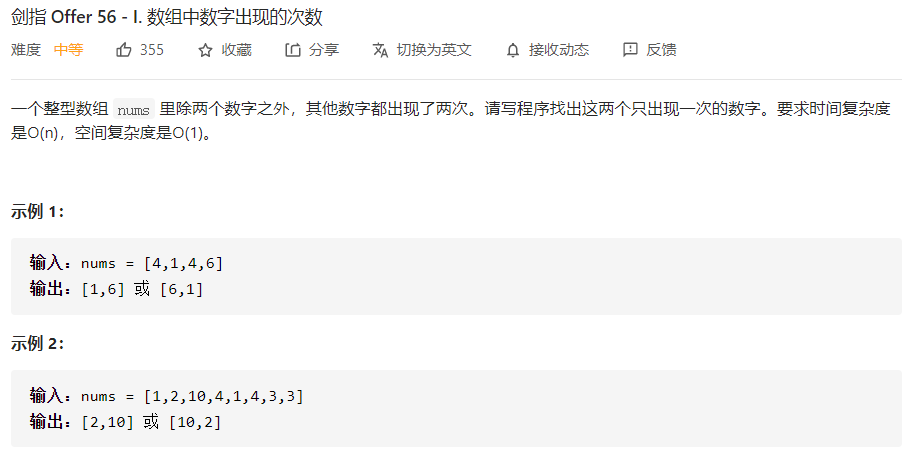 剑指 Offer 56 - I. 数组中数字出现的次数
难度 中等 355 收藏 分享 切换为英文 接收动态 反馈
一个整型数组 nums 里除两个数字之外，其他数字都出现了两次。请写程序找出这两个只出现一次的数字。要求时间复杂度
是O(n)，空间复杂度是O(1)。
示例 1：
输入：nums = [4,1,4,6]
输出：[1,6] 或 [6,1]
示例 2：
输入：nums = [1,2,10,4,1,4,3,3]
输出：[2,10] 或 [10,2]